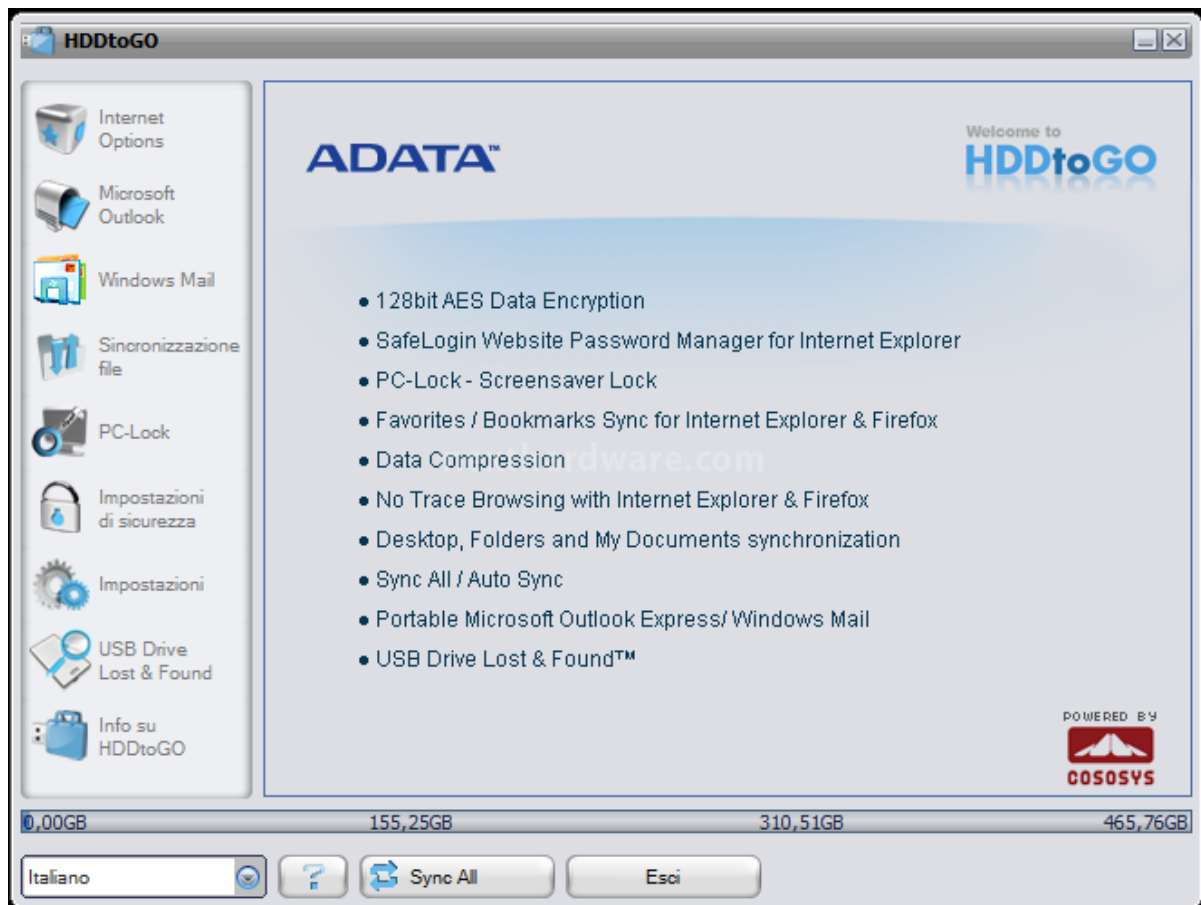 HDDtoGO
Internet
Options
Microsoft
Outlook
Windows Mail
Sincronizzazione
file
PC-Lock
Impostazioni
di sicurezza
Impostazioni
USB Drive
Lost & Found
Info su
HDDtoGO
ADATA™
Welcome to
HDDtoGO
• 128bit AES Data Encryption
• SafeLogin Website Password Manager for Internet Explorer
• PC-Lock - Screensaver Lock
• Favorites / Bookmarks Sync for Internet Explorer & Firefox
• Data Compression
• No Trace Browsing with Internet Explorer & Firefox
• Desktop, Folders and My Documents synchronization
• Sync All / Auto Sync
• Portable Microsoft Outlook Express/ Windows Mail
• USB Drive Lost & Found™
POWERED BY
COSOSYS
0,00GB 155,25GB 310,51GB 465,76GB
Italiano ? Sync All Esci